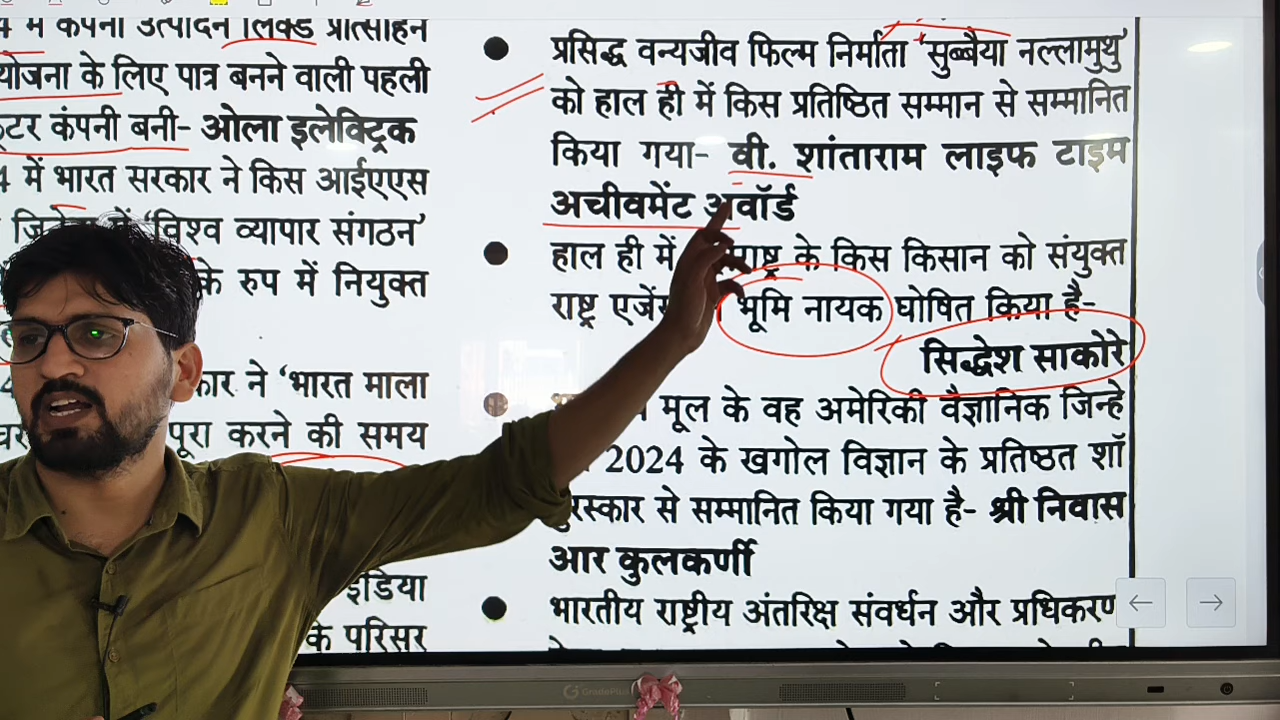 4 में कंपनी उत्पादन लिंक्ड प्रोत्साहन
योजना के लिए पात्र बनने वाली पहली
कूटर कंपनी बनी- ओला इलेक्ट्रिक
4 में भारत सरकार ने किस आईएएस
जिनेवा में 'विश्व व्यापार संगठन'
के रुप में नियुक्त
कार ने 'भारत माला
पूरा करने की समय
इंडिया
के परिसर
● प्रसिद्ध वन्यजीव फिल्म निर्माता 'सुब्बैया नल्लामुथु'
को हाल ही में किस प्रतिष्ठित सम्मान से सम्मानित
किया गया- वी. शांताराम लाइफ टाइम
अचीवमेंट अवॉर्ड
● हाल ही में राष्ट्र के किस किसान को संयुक्त
राष्ट्र एजें भूमि नायक घोषित किया है-
सिद्धेश साकोरे
● मूल के वह अमेरिकी वैज्ञानिक जिन्हे
2024 के खगोल विज्ञान के प्रतिष्ठत शॉ
पुरस्कार से सम्मानित किया गया है- श्री निवास
आर कुलकर्णी
● भारतीय राष्ट्रीय अंतरिक्ष संवर्धन और प्रधिकरण
GradePlus